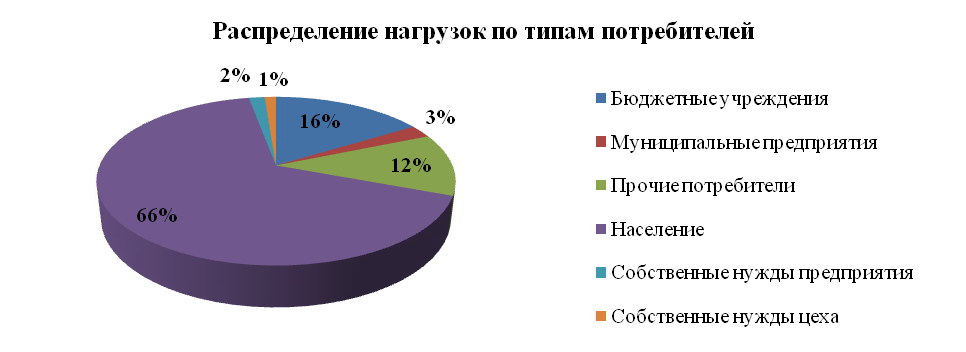 Распределение нагрузок по типам потребителей
2%
1%
16%
3%
12%
66%
Бюджетные учреждения
Муниципальные предприятия
Прочие потребители
Население
Собственные нужды предприятия
Собственные нужды цеха